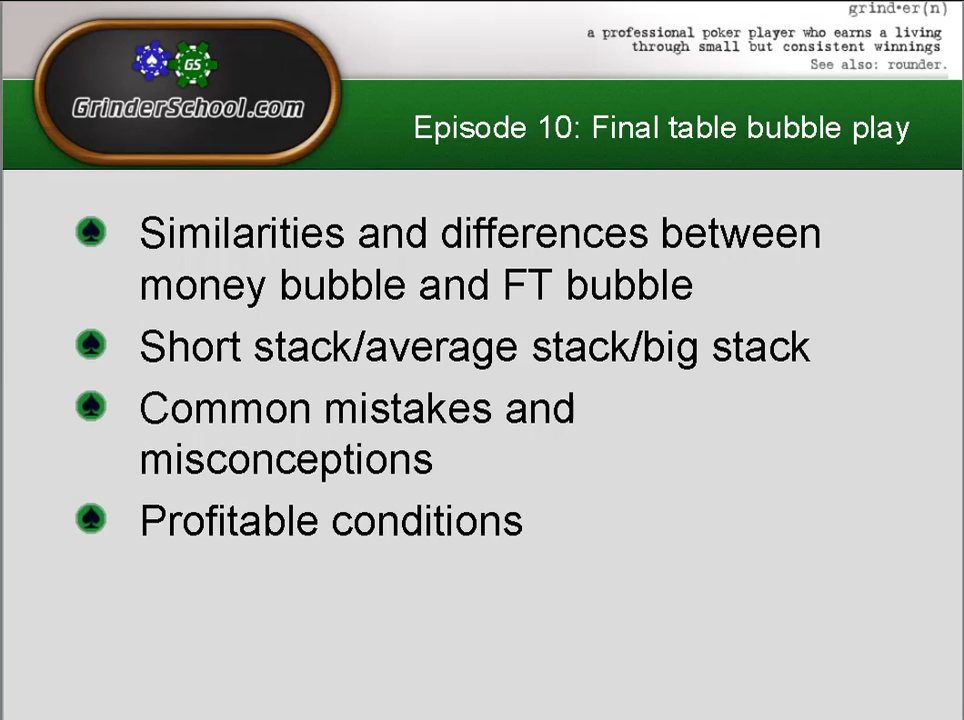 grind•er(n)
a professional poker player who earns a living
through small but consistent winnings
See also: rounder.
GS
GrinderSchool.com
Episode 10: Final table bubble play
Similarities and differences between
money bubble and FT bubble
Short stack/average stack/big stack
Common mistakes and
misconceptions
Profitable conditions